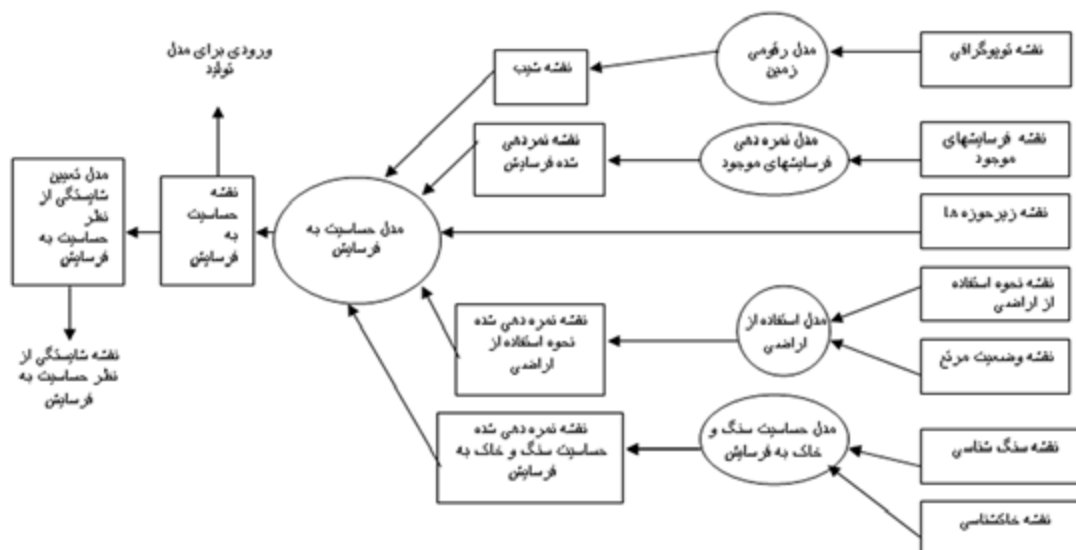 نقشه توپوگرافی
مدل رقومی
زمین
نقشه شیب
ورودی برای مدل
تولید
نقشه فرسایشهای
موجود
مدل نمره دهی
فرسایشهای موجود
نقشه نمردهی
شده فرسایش
مدل تعیین
شایستگی از
نظر
حساسیت به
فرسایش
نقشه
حساسیت
به
فرسایش
مدل حساسیت به
فرسایش
نقشه زیرحوزه ها
نقشه نحوه استفاده
از اراضی
مدل استفاده از
اراضی
نقشه نمره دهی شده
نحوه استفاده از
اراضی
نقشه وضعیت مرتع
نقشه شایستگی از
نظر حساسیت به
فرسایش
مدل حساسیت سنگ و
خاک به فرسایش
نقشه نمره دهی شده
حساسیت سنگ و خاک به
فرسایش
نقشه سنگ شناسی
نقشه خاکشناسی